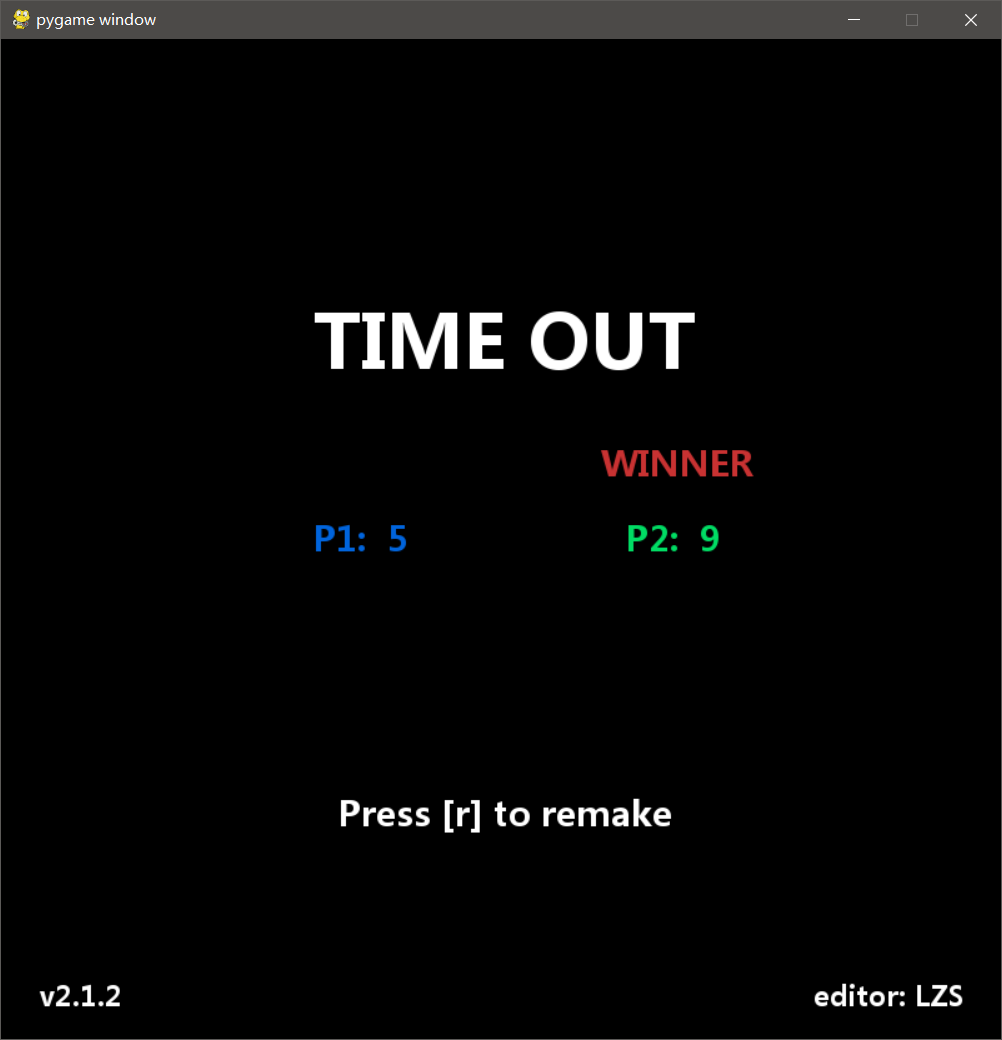 pygame window
TIME OUT
WINNER
P1: 5 P2: 9
Press [r] to remake
v2.1.2 editor: LZS